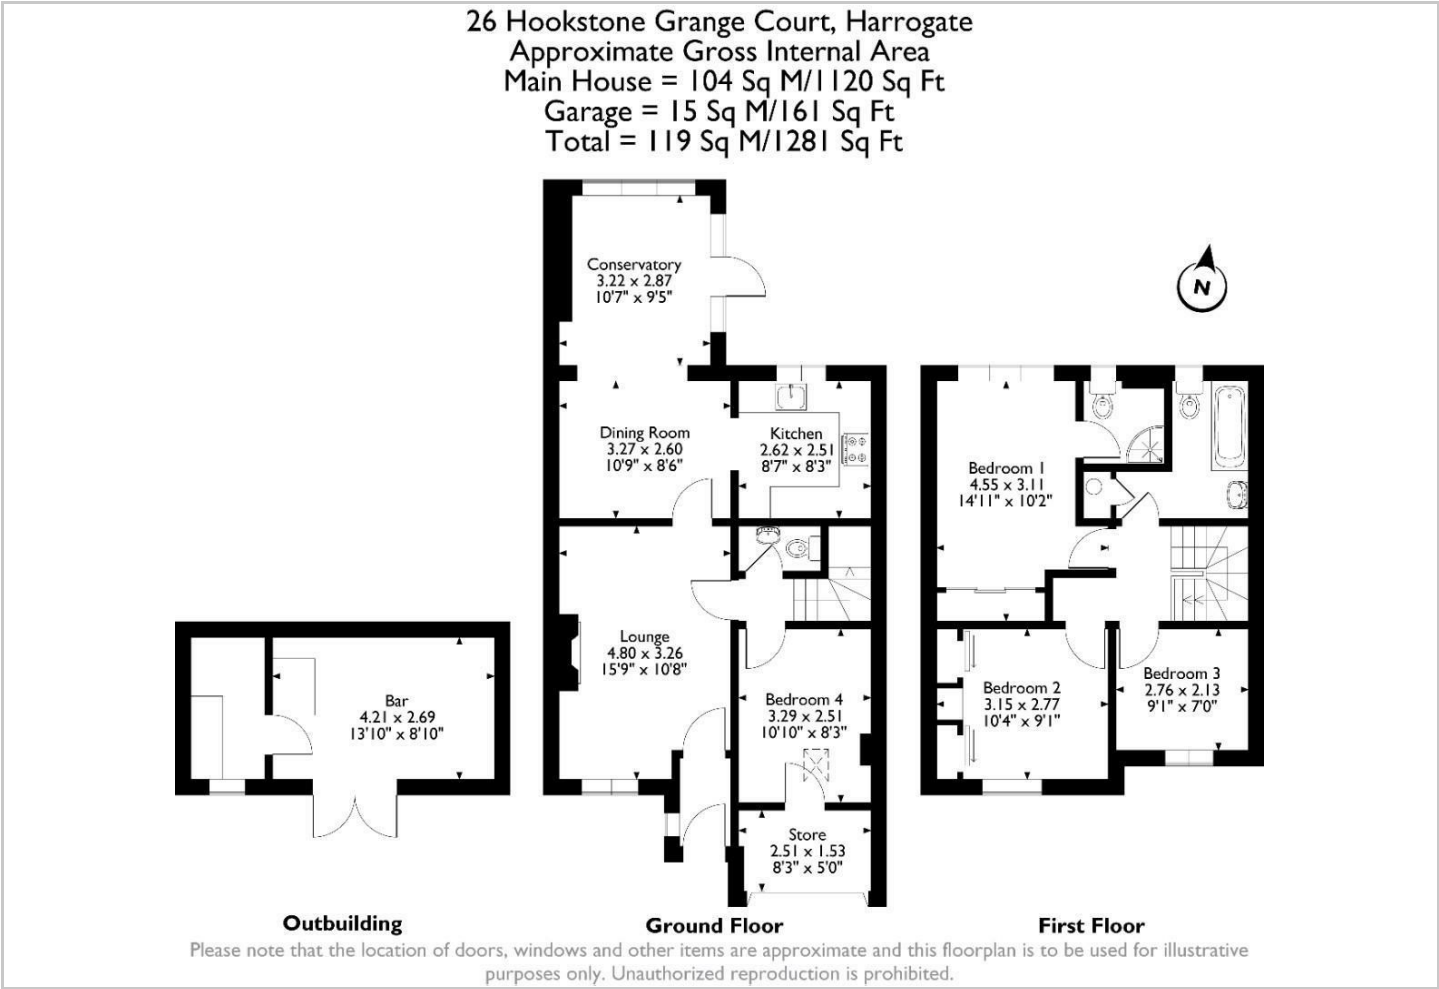 26 Hookstone Grange Court, Harrogate
Approximate Gross Internal Area
Main House = 104 Sq M/1120 Sq Ft
Garage = 15 Sq M/161 Sq Ft
Total = 119 Sq M/1281 Sq Ft
Conservatory
3.22 x 2.87
10'7" x 9'5"
N
Dining Room
3.27 x 2.60
10'9" x 8'6"
Kitchen
2.62 x 2.51
8'7" x 8'3"
Bedroom 1
4.55 x 3.11
14'11" x 10'2"
Lounge
4.80 x 3.26
15'9" x 10'8"
Bar
4.21 x 2.69
13'10" x 8'10"
Bedroom 4
3.29 x 2.51
10'10" x 8'3"
Bedroom 2
3.15 x 2.77
10'4" x 9'1"
Bedroom 3
2.76 x 2.13
9'1" x 7'0"
Store
2.51 x 1.53
8'3" x 5'0"
Outbuilding
Ground Floor
First Floor
Please note that the location of doors, windows and other items are approximate and this floorplan is to be used for illustrative
purposes only. Unauthorized reproduction is prohibited.